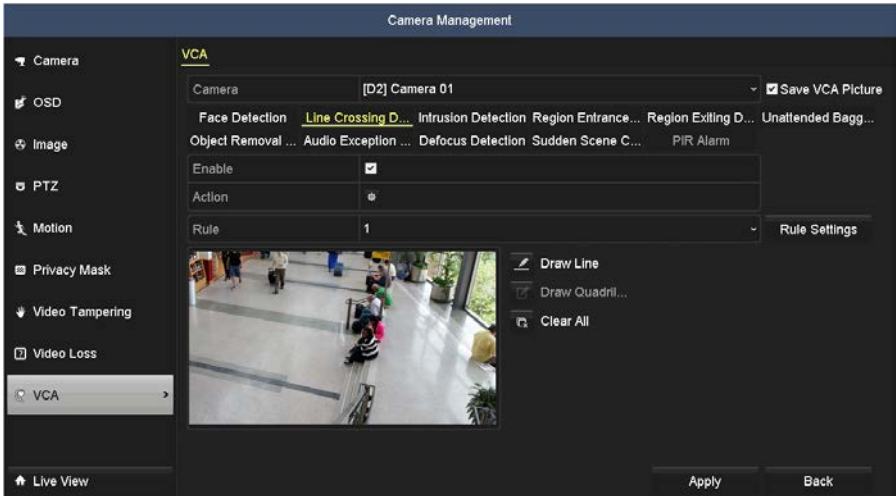 Camera Management
Camera
OSD
Image
PTZ
Motion
Privacy Mask
Video Tampering
Video Loss
VCA
Live View
VCA
Camera [D2] Camera 01 Save VCA Picture
Face Detection Line Crossing D... Intrusion Detection Region Entrance... Region Exiting D... Unattended Bagg...
Object Removal ... Audio Exception ... Defocus Detection Sudden Scene C... PIR Alarm
Enable
Action
Rule 1 Rule Settings
Draw Line
Draw Quadril...
Clear All
Apply Back